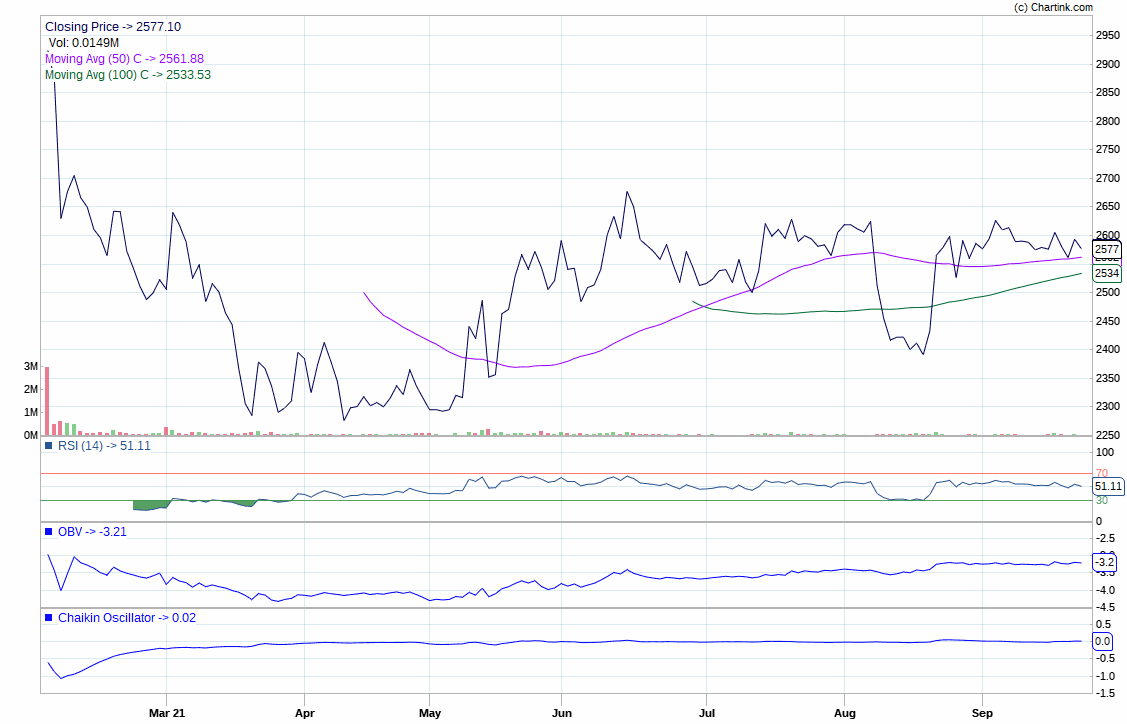 (c) Chartink.com
Closing Price -> 2577.10
Vol: 0.0149M
Moving Avg (50) C -> 2561.88
Moving Avg (100) C -> 2533.53
2950
2900
2850
2800
2750
2700
2650
2600
2577
2534
2500
2450
2400
2350
2300
2250
3M
2M
1M
0M
RSI (14) -> 51.11
100
70
51.11
30
0
OBV -> -3.21
-2.5
-3.2
-3.5
-4.0
-4.5
Chaikin Oscillator -> 0.02
0.5
0.0
-0.5
-1.0
-1.5
Mar 21 Apr May Jun Jul Aug Sep